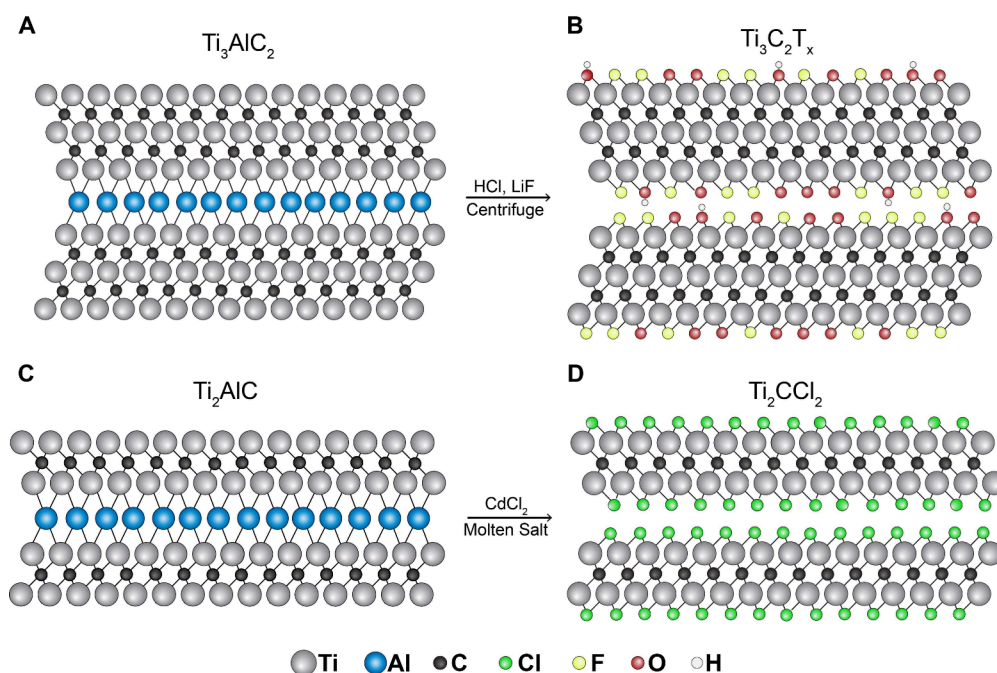 A
Ti₃AlC₂
B
Ti₃C₂Tₓ
HCl, LiF
Centrifuge
C
Ti₂AlC
D
Ti₂CCl₂
CdCl₂
Molten Salt
Ti Al C Cl F O H